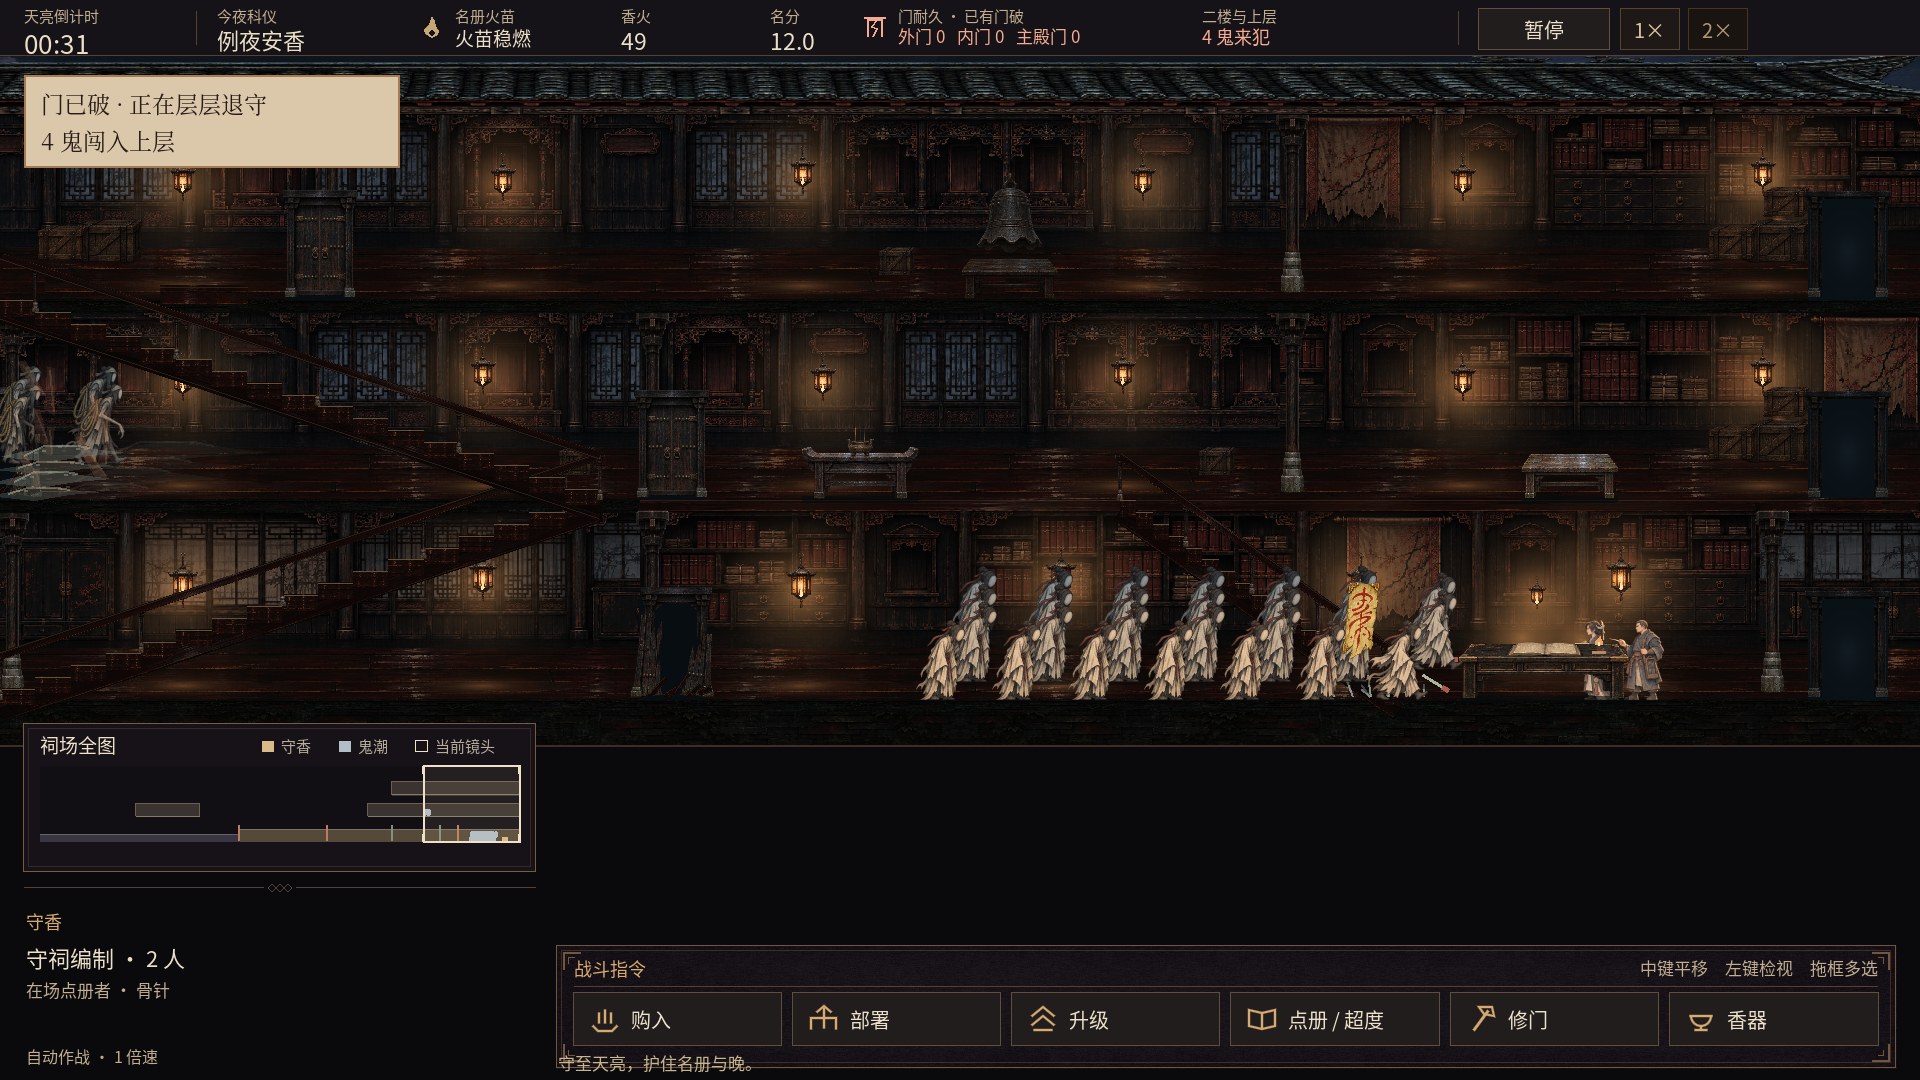 天亮倒计时
00:31
今夜科仪
例夜安香
名册火苗
火苗稳燃
香火
49
名分
12.0
门耐久 · 已有门破
外门 0 内门 0 主殿门 0
二楼与上层
4 鬼来犯
暂停
1×
2×
门已破 · 正在层层退守
4 鬼闯入上层
祠场全图
守香
鬼潮
当前镜头
守香
守祠编制 · 2 人
在场点册者 · 骨针
自动作战 · 1 倍速
战斗指令
中键平移 左键检视 拖框多选
购入
部署
升级
点册 / 超度
修门
香器
守至天亮，护住名册与晚。